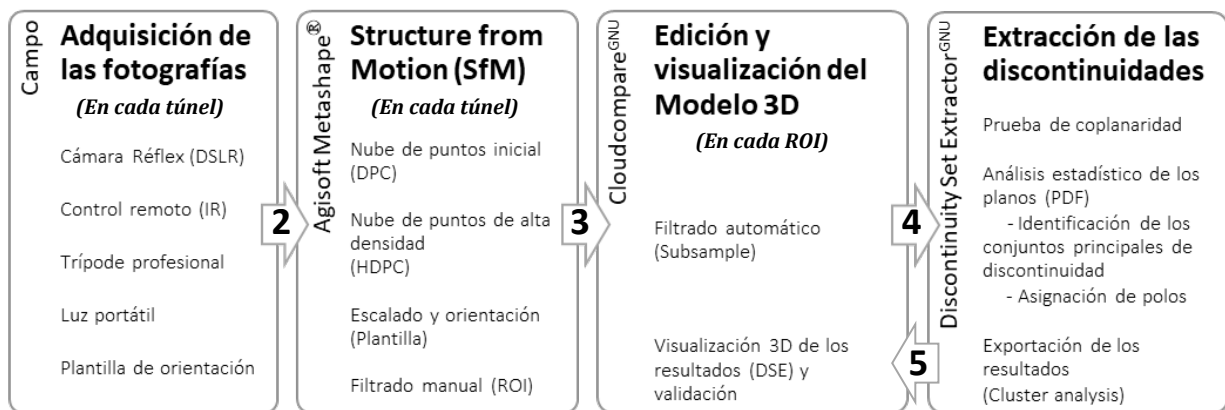 Campo
Adquisición de
las fotografías
(En cada túnel)
Cámara Réflex (DSLR)
Control remoto (IR)
Trípode profesional
Luz portátil
Plantilla de orientación
2
Agisoft Metashape®
Structure from
Motion (SfM)
(En cada túnel)
Nube de puntos inicial
(DPC)
Nube de puntos de alta
densidad
(HDPC)
Escalado y orientación
(Plantilla)
Filtrado manual (ROI)
3
Cloudcompare GNU
Edición y
visualización del
Modelo 3D
(En cada ROI)
Filtrado automático
(Subsample)
Visualización 3D de los
resultados (DSE) y
validación
4
Discontinuity Set Extractor GNU
Extracción de las
discontinuidades
Prueba de coplanaridad
Análisis estadístico de los
planos (PDF)
- Identificación de los
conjuntos principales de
discontinuidad
- Asignación de polos
5
Exportación de los
resultados
(Cluster analysis)